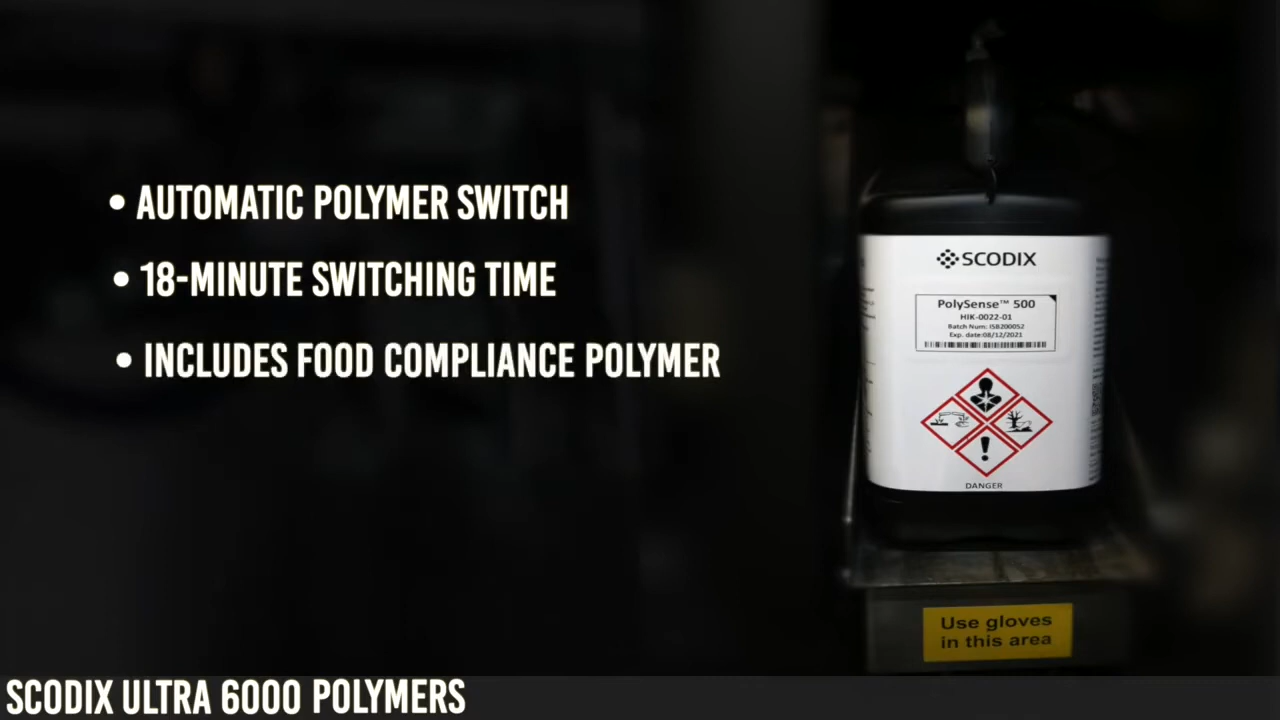 • AUTOMATIC POLYMER SWITCH
• 18-MINUTE SWITCHING TIME
• INCLUDES FOOD COMPLIANCE POLYMER
SCODIX
PolySense™ 500
HIK-0022-01
Batch Num: ISB200052
Exp. date:08/12/2021
DANGER
Use gloves
in this area
SCODIX ULTRA 6000 POLYMERS